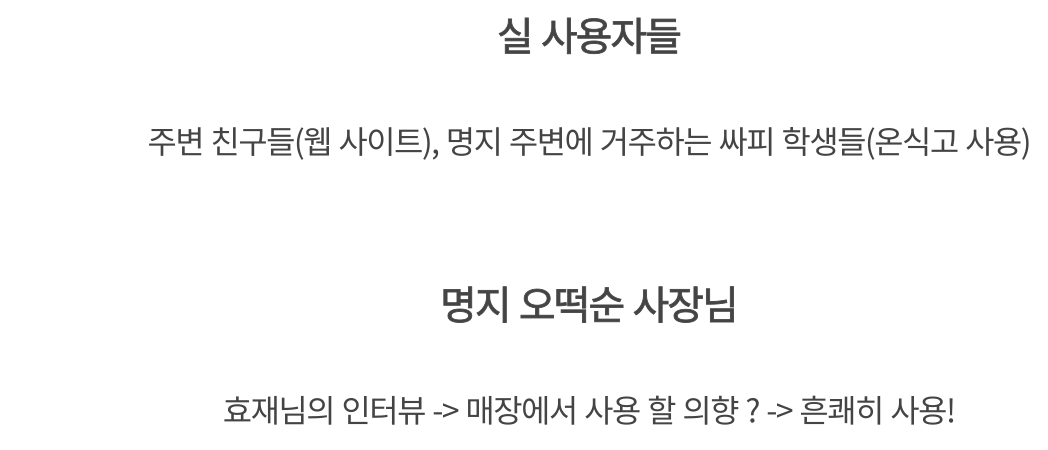 실 사용자들
주변 친구들(웹 사이트), 명지 주변에 거주하는 싸피 학생들(온식고 사용)
명지 오떡순 사장님
효재님의 인터뷰 -> 매장에서 사용 할 의향 ? -> 흔쾌히 사용!